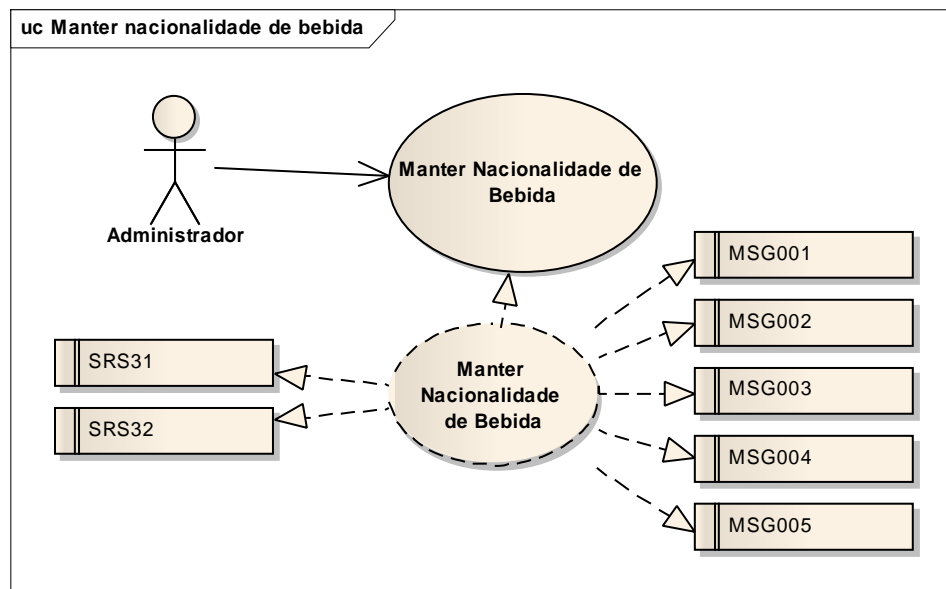 uc Manter nacionalidade de bebida
Manter Nacionalidade de
Bebida
Administrador
MSG001
MSG002
SRS31
Manter
Nacionalidade
de Bebida
MSG003
SRS32
MSG004
MSG005